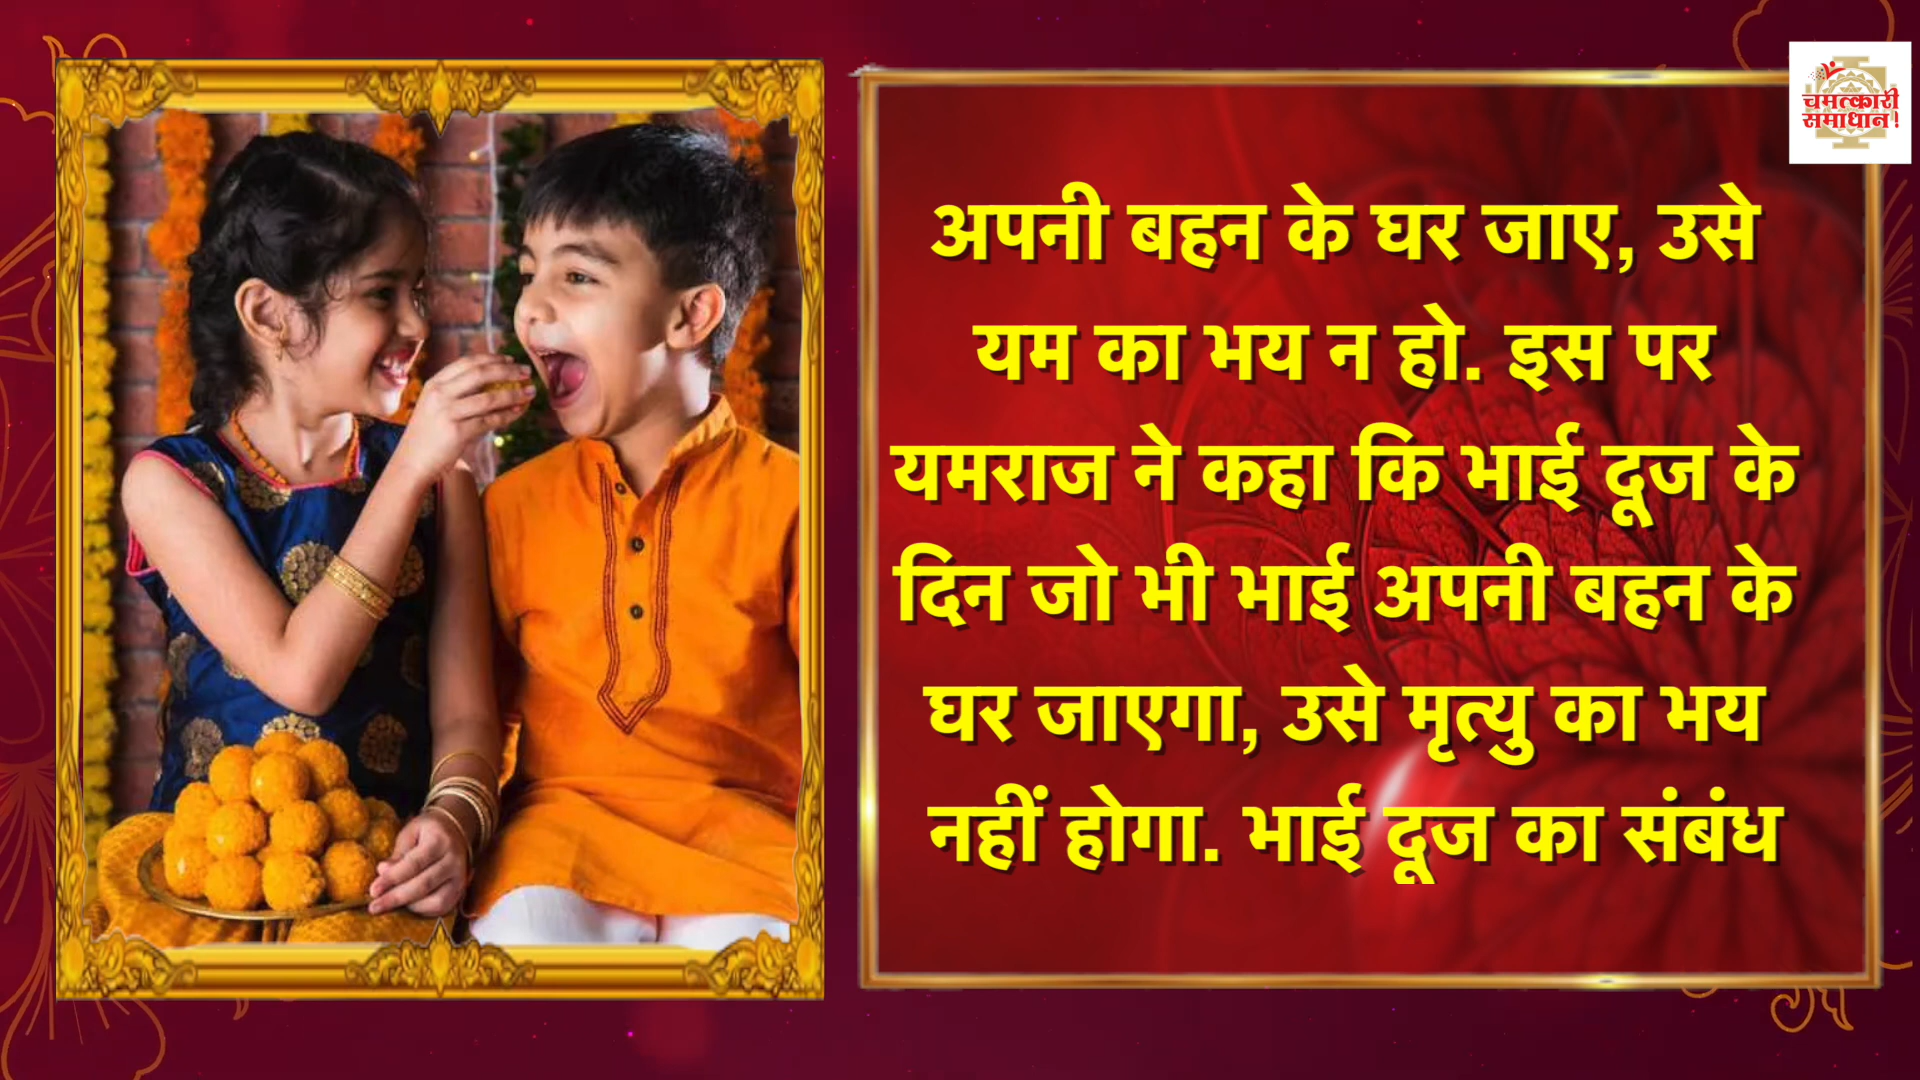 चमत्कारी
समाधान!
अपनी बहन के घर जाए, उसे
यम का भय न हो. इस पर
यमराज ने कहा कि भाई दूज के
दिन जो भी भाई अपनी बहन के
घर जाएगा, उसे मृत्यु का भय
नहीं होगा. भाई दूज का संबंध